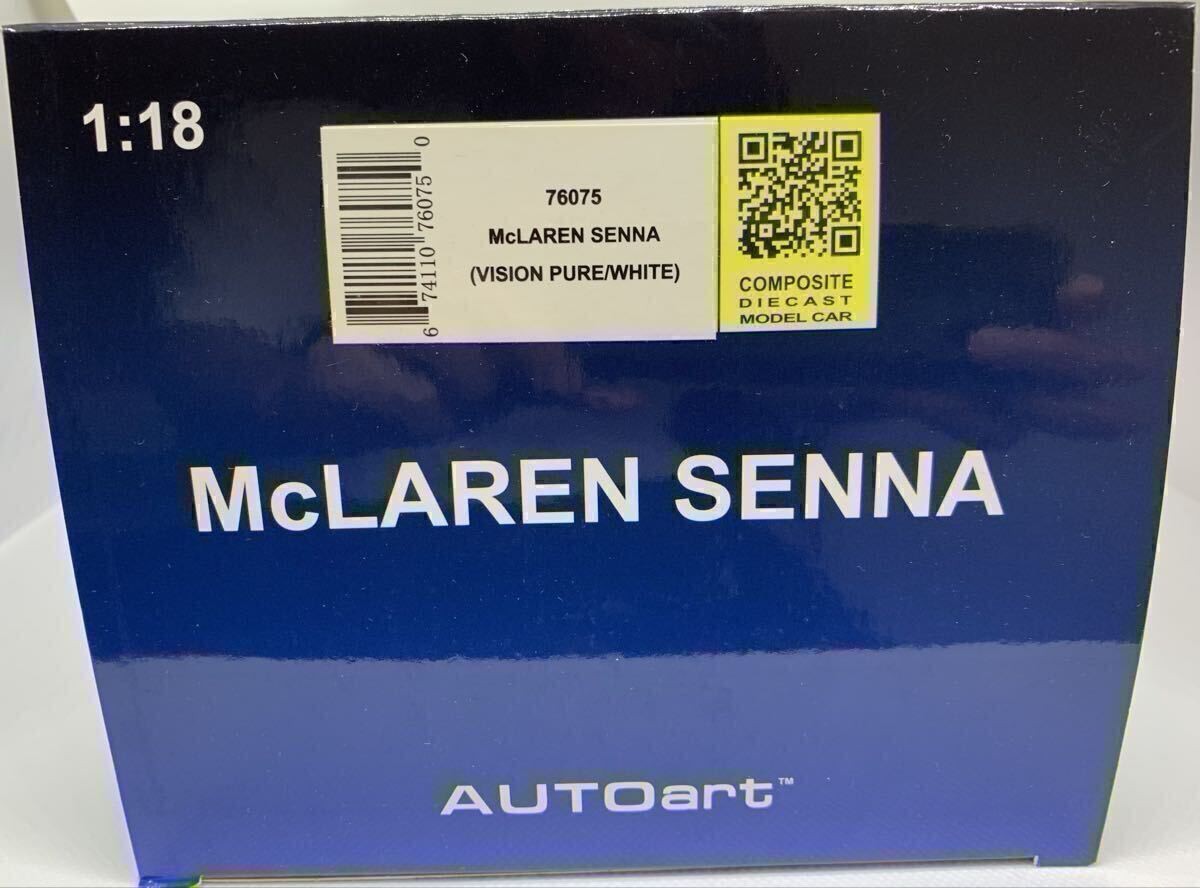 1:18
6 74110 76075 0
76075
McLAREN SENNA
(VISION PURE/WHITE)
COMPOSITE
DIECAST
MODEL CAR
McLAREN SENNA
AUTOart™